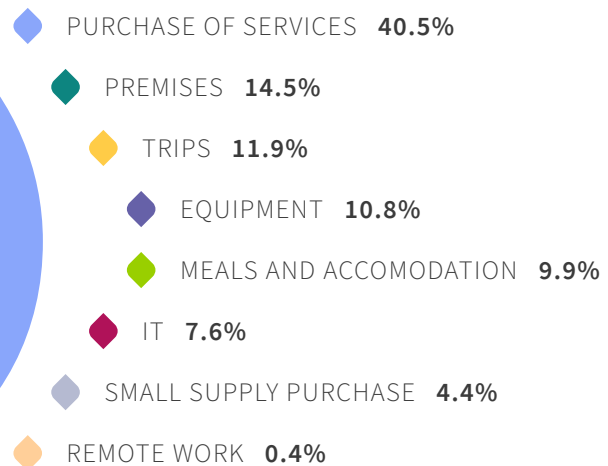 PURCHASE OF SERVICES 40.5%
PREMISES 14.5%
TRIPS 11.9%
EQUIPMENT 10.8%
MEALS AND ACCOMODATION 9.9%
IT 7.6%
SMALL SUPPLY PURCHASE 4.4%
REMOTE WORK 0.4%